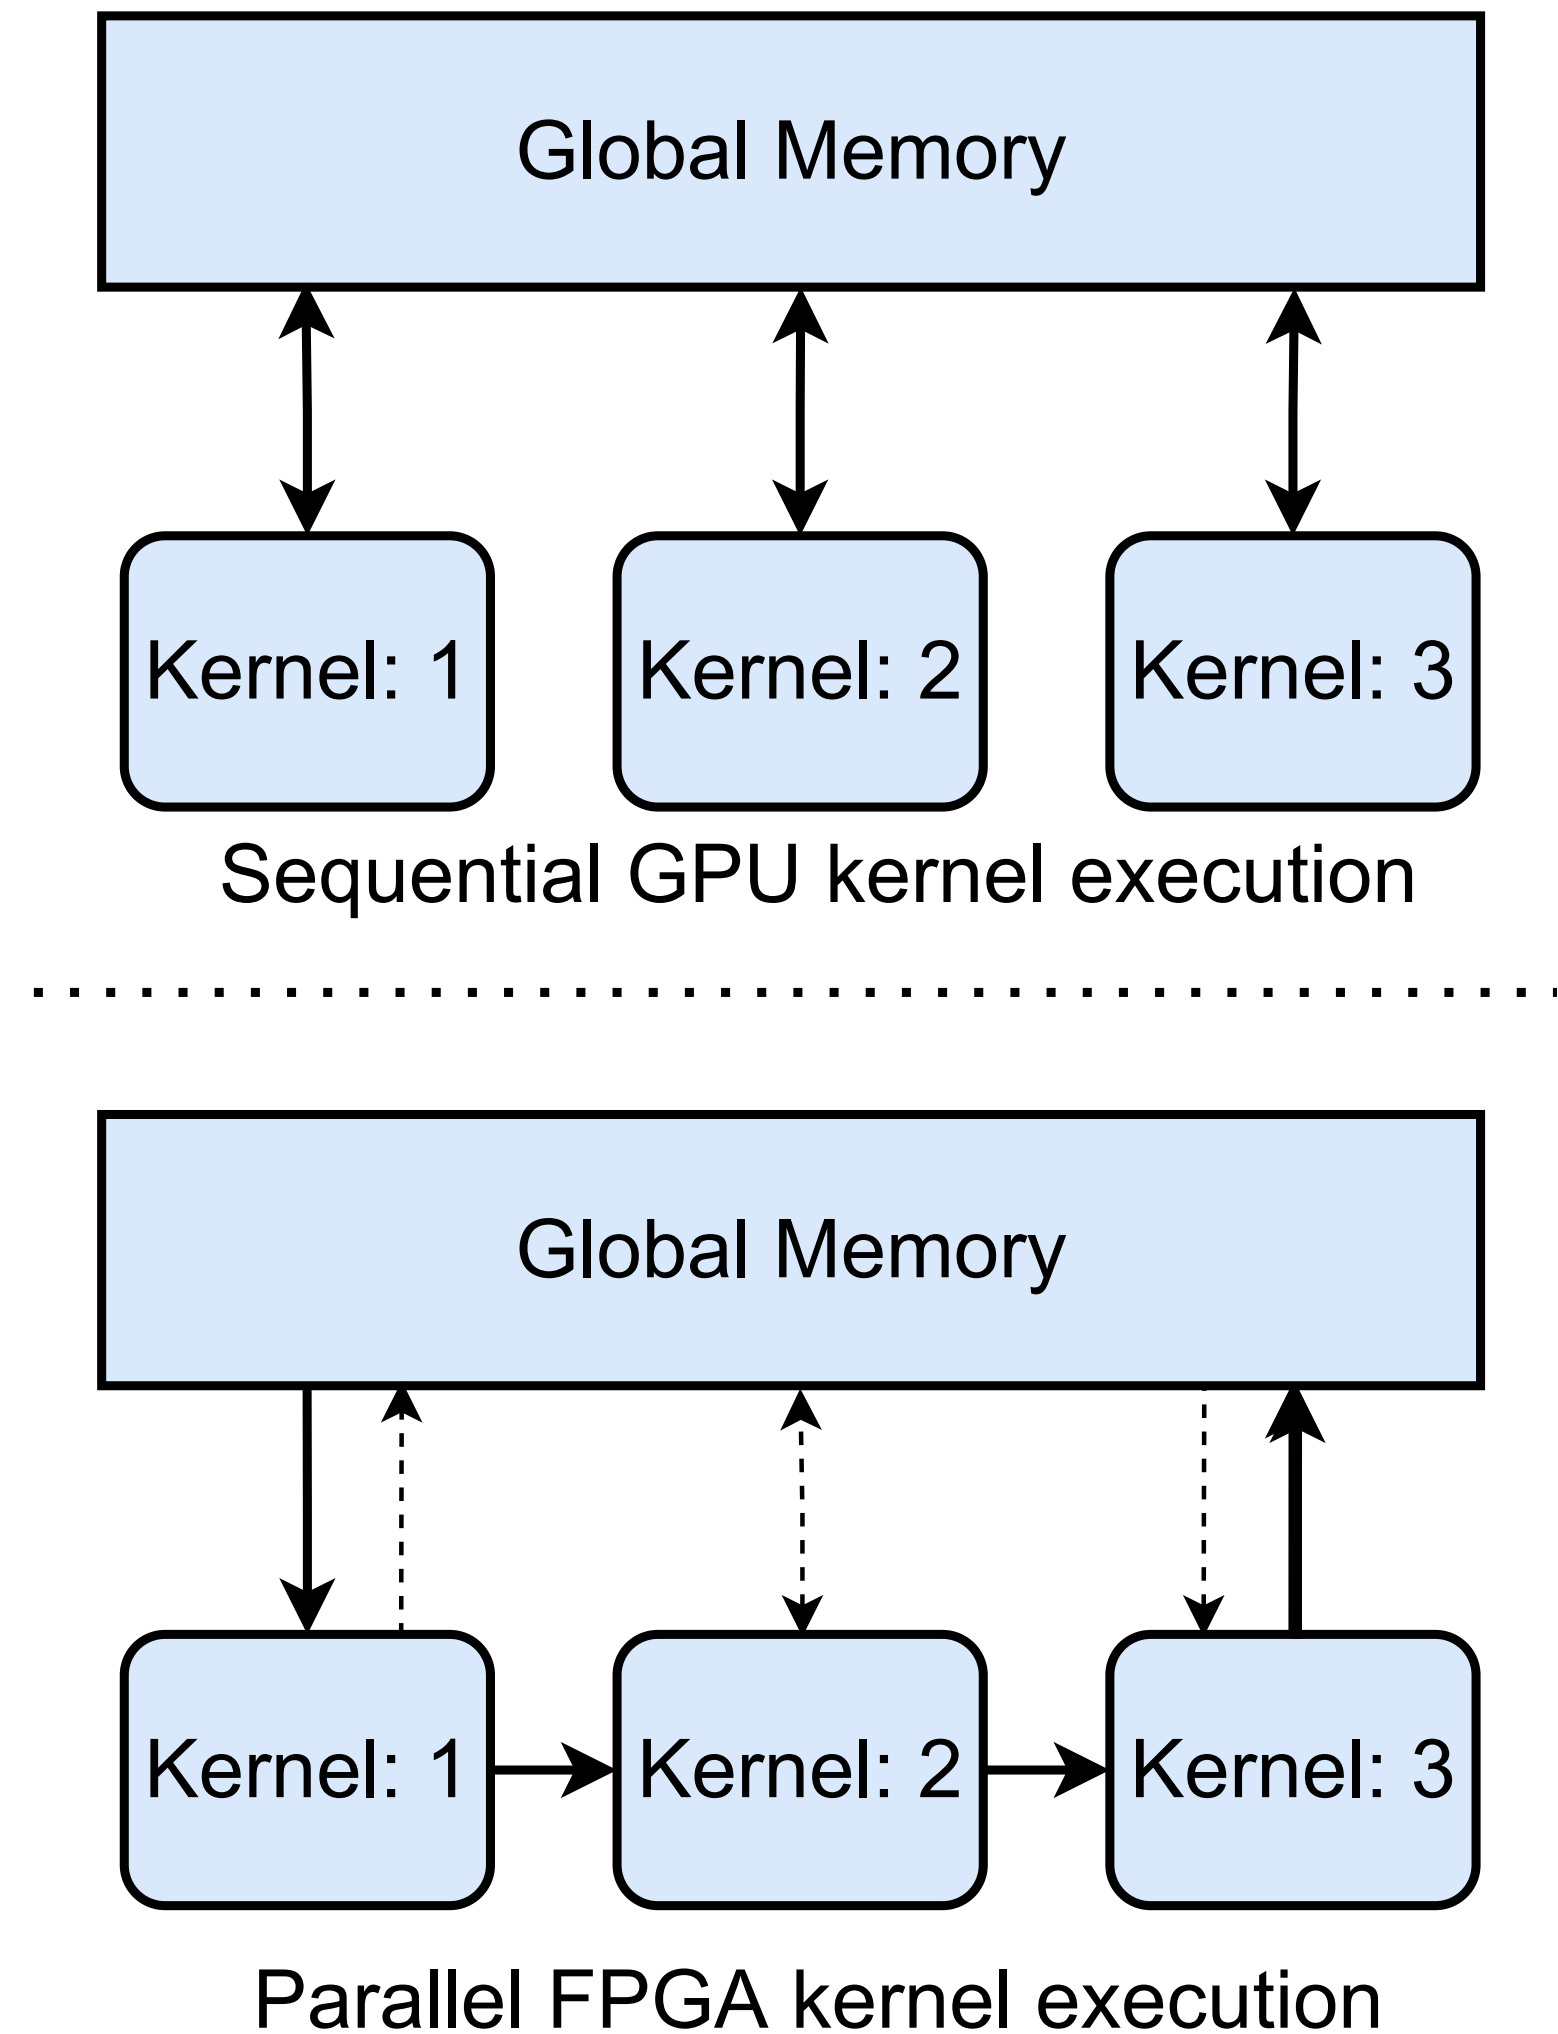 Global Memory
Kernel: 1
Kernel: 2
Kernel: 3
Sequential GPU kernel execution
Global Memory
Kernel: 1
Kernel: 2
Kernel: 3
Parallel FPGA kernel execution